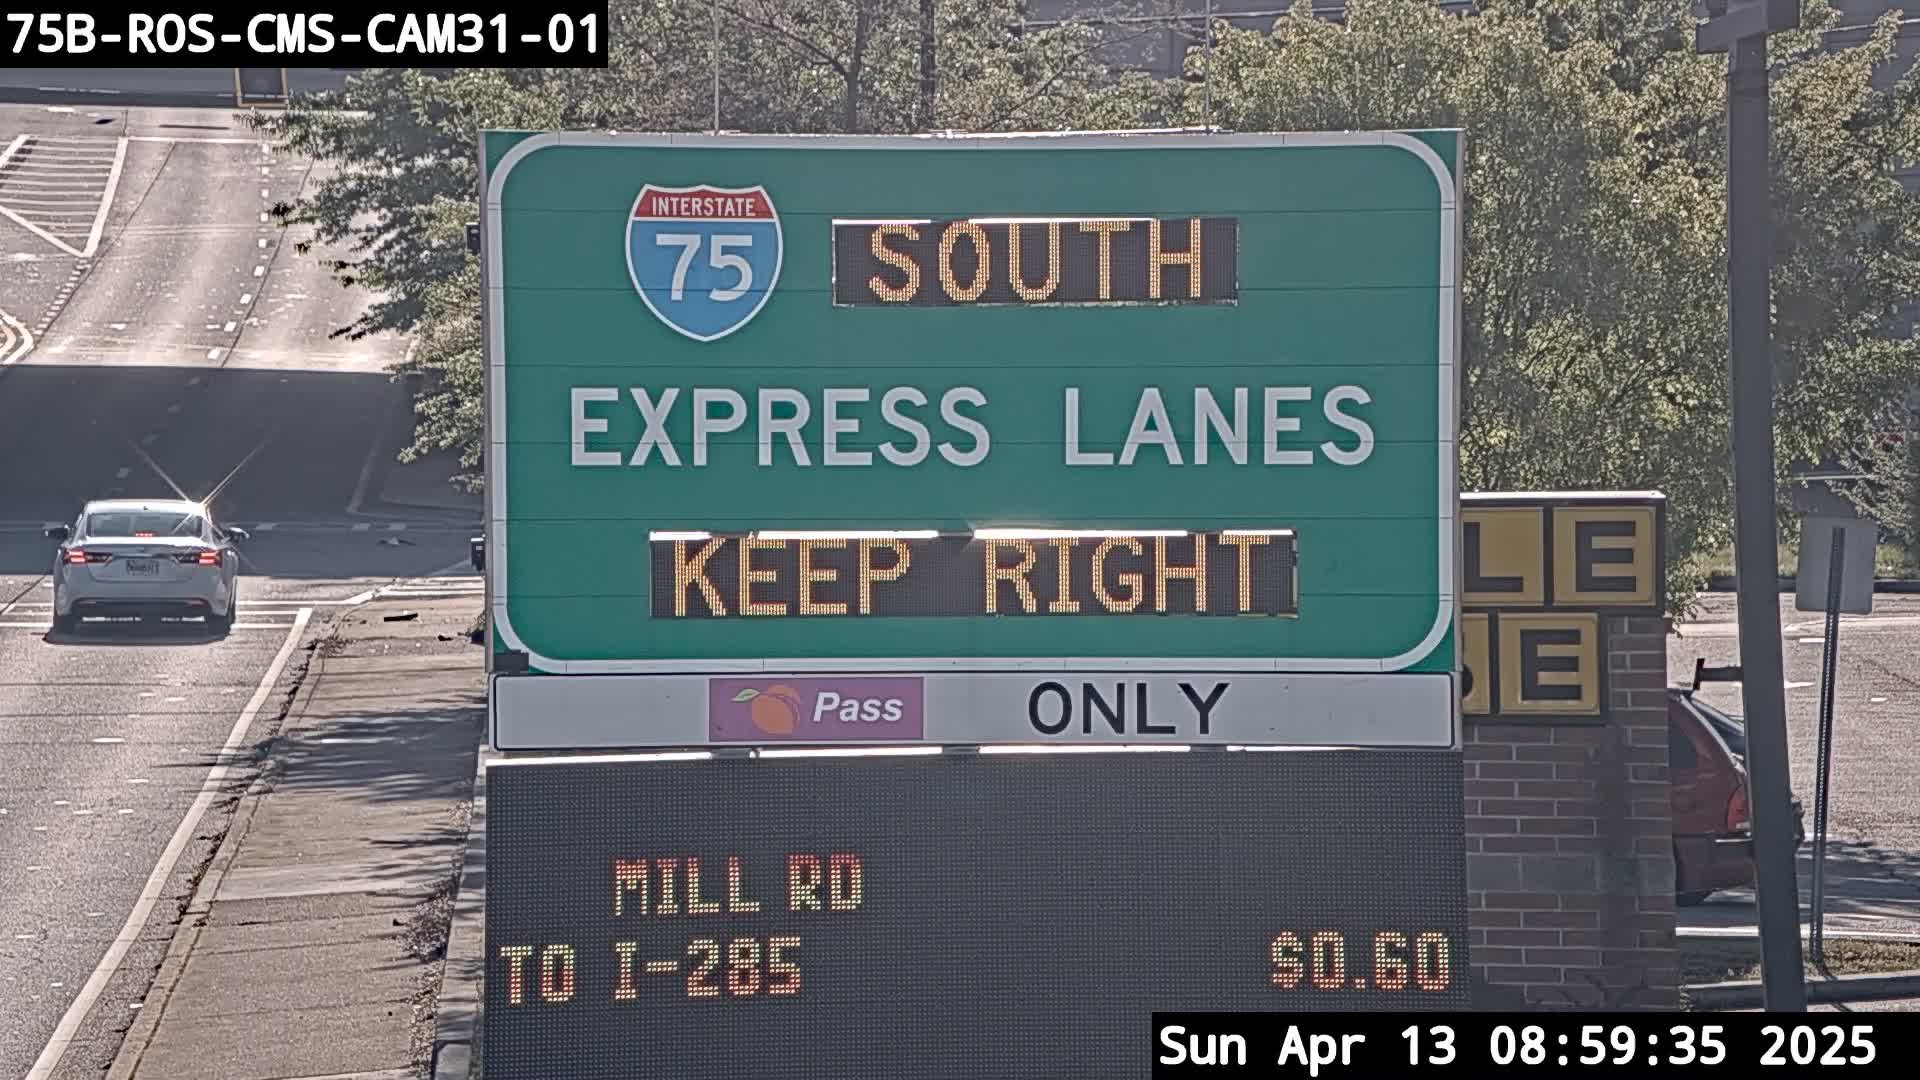 75B-ROS-CMS-CAM31-01
INTERSTATE
75
SOUTH
EXPRESS LANES
KEEP RIGHT
Pass ONLY
MILL RD
TO I-285 $0.60
LE
E
Sun Apr 13 08:59:35 2025